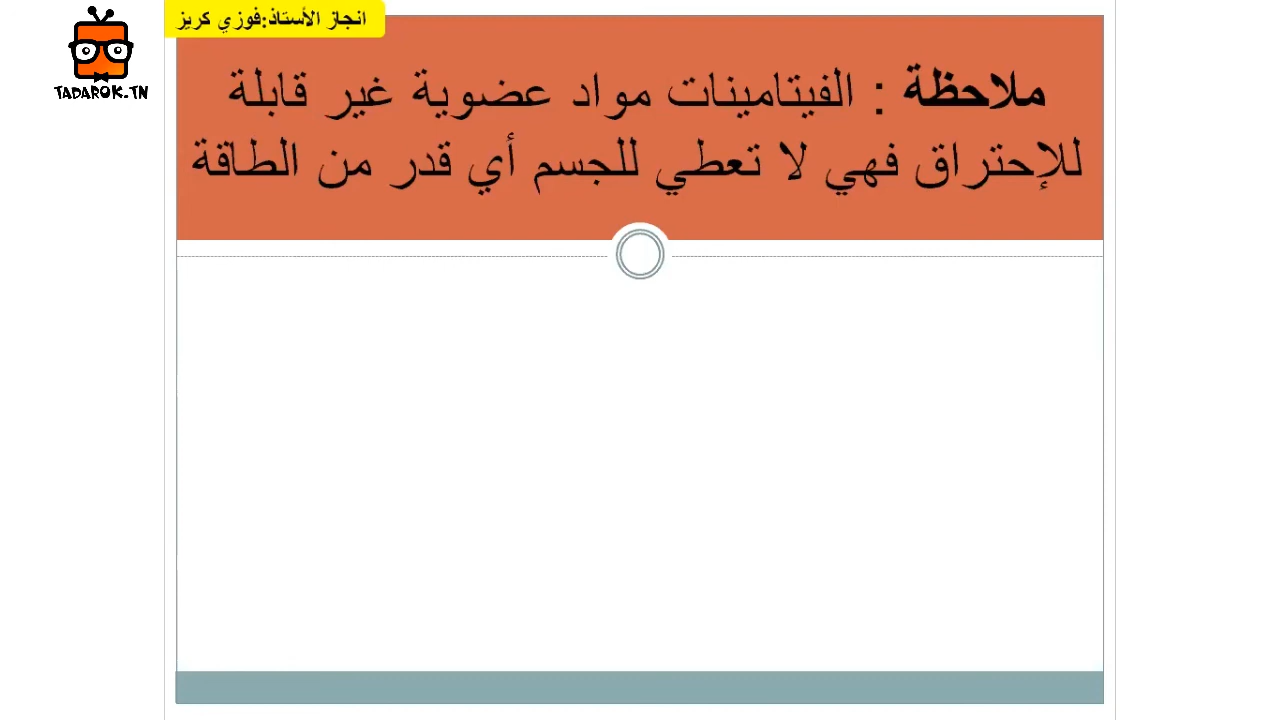 انجاز الأستاذ:فوزي كريز
TADAROK.TN
ملاحظة : الفيتامينات مواد عضوية غير قابلة
للإحتراق فهي لا تعطي للجسم أي قدر من الطاقة